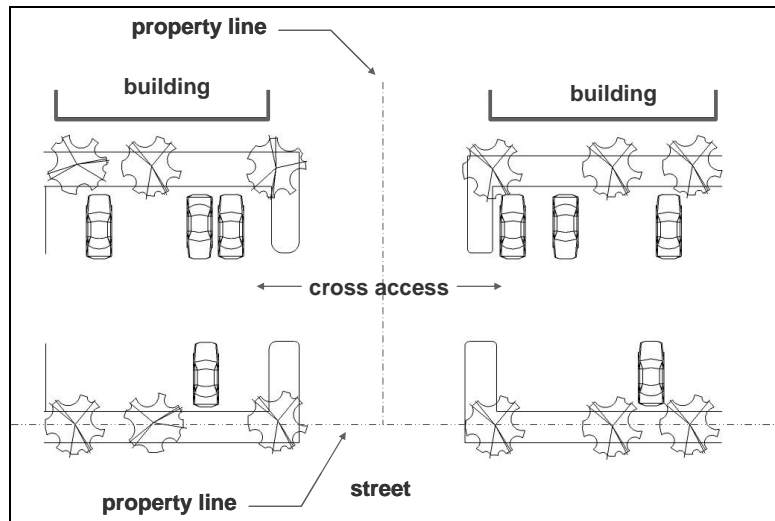 property line
building
building
cross access
property line
street